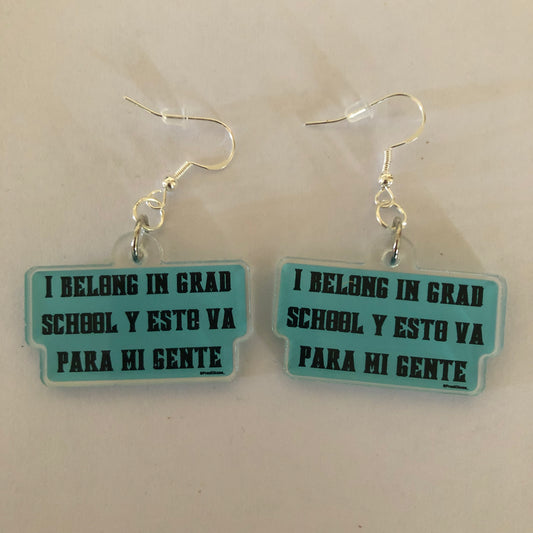 I BELONG IN GRAD
SCHOOL Y ESTO VA
PARA MI GENTE
I BELONG IN GRAD
SCHOOL Y ESTO VA
PARA MI GENTE